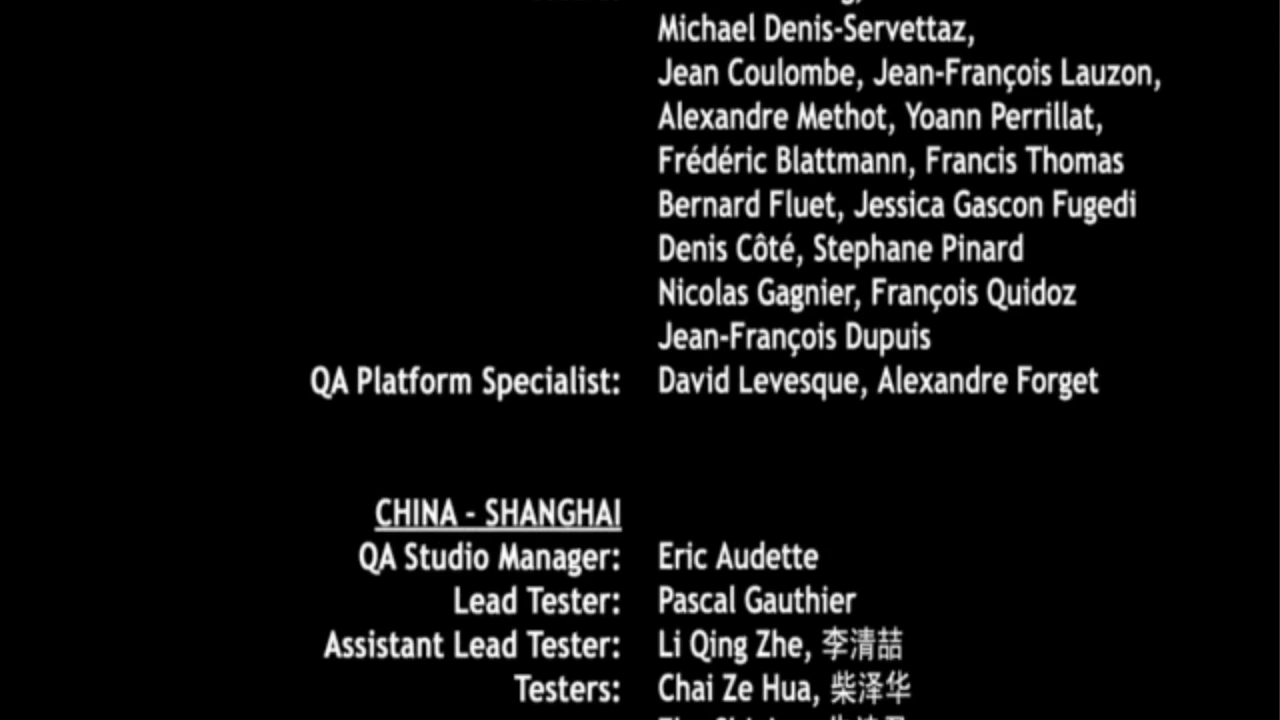 Michael Denis-Servettaz,
Jean Coulombe, Jean-François Lauzon,
Alexandre Methot, Yoann Perrillat,
Frédéric Blattmann, Francis Thomas
Bernard Fluet, Jessica Gascon Fugedi
Denis Côté, Stephane Pinard
Nicolas Gagnier, François Quidoz
Jean-François Dupuis
QA Platform Specialist: David Levesque, Alexandre Forget
CHINA - SHANGHAI
QA Studio Manager: Eric Audette
Lead Tester: Pascal Gauthier
Assistant Lead Tester: Li Qing Zhe, 李清喆
Testers: Chai Ze Hua, 柴泽华